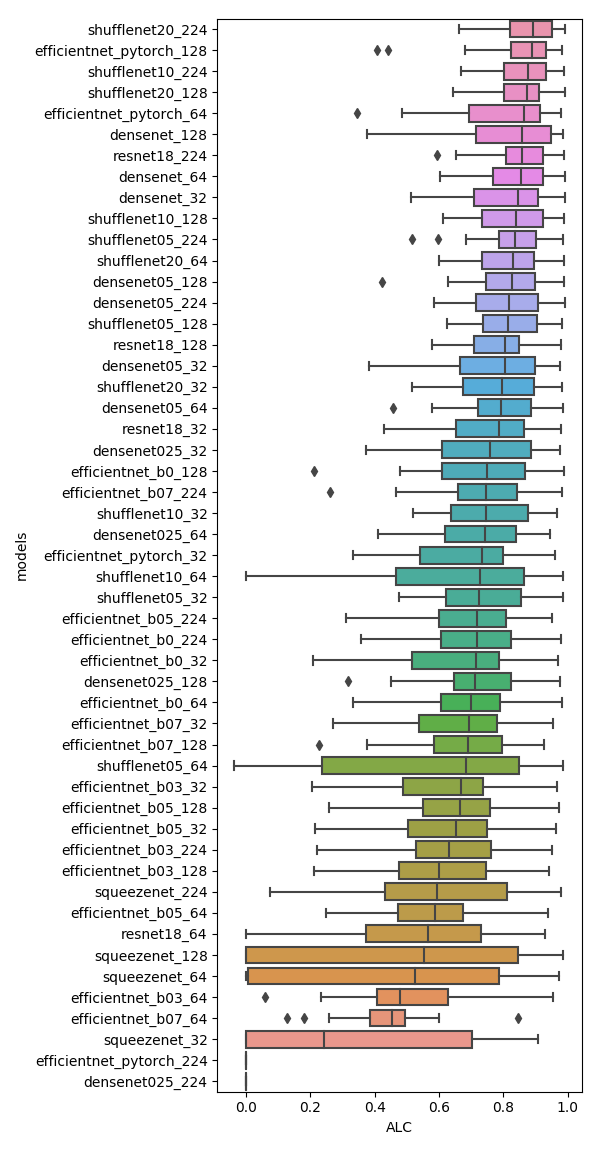 shufflenet20_224
efficientnet_pytorch_128
shufflenet10_224
shufflenet20_128
efficientnet_pytorch_64
densenet_128
resnet18_224
densenet_64
densenet_32
shufflenet10_128
shufflenet05_224
shufflenet20_64
densenet05_128
densenet05_224
shufflenet05_128
resnet18_128
densenet05_32
shufflenet20_32
densenet05_64
resnet18_32
densenet025_32
efficientnet_b0_128
efficientnet_b07_224
shufflenet10_32
densenet025_64
efficientnet_pytorch_32
shufflenet10_64
shufflenet05_32
efficientnet_b05_224
efficientnet_b0_224
efficientnet_b0_32
densenet025_128
efficientnet_b0_64
efficientnet_b07_32
efficientnet_b07_128
shufflenet05_64
efficientnet_b03_32
efficientnet_b05_128
efficientnet_b05_32
efficientnet_b03_224
efficientnet_b03_128
squeezenet_224
efficientnet_b05_64
resnet18_64
squeezenet_128
squeezenet_64
efficientnet_b03_64
efficientnet_b07_64
squeezenet_32
efficientnet_pytorch_224
densenet025_224
models
0.0 0.2 0.4 0.6 0.8 1.0
ALC